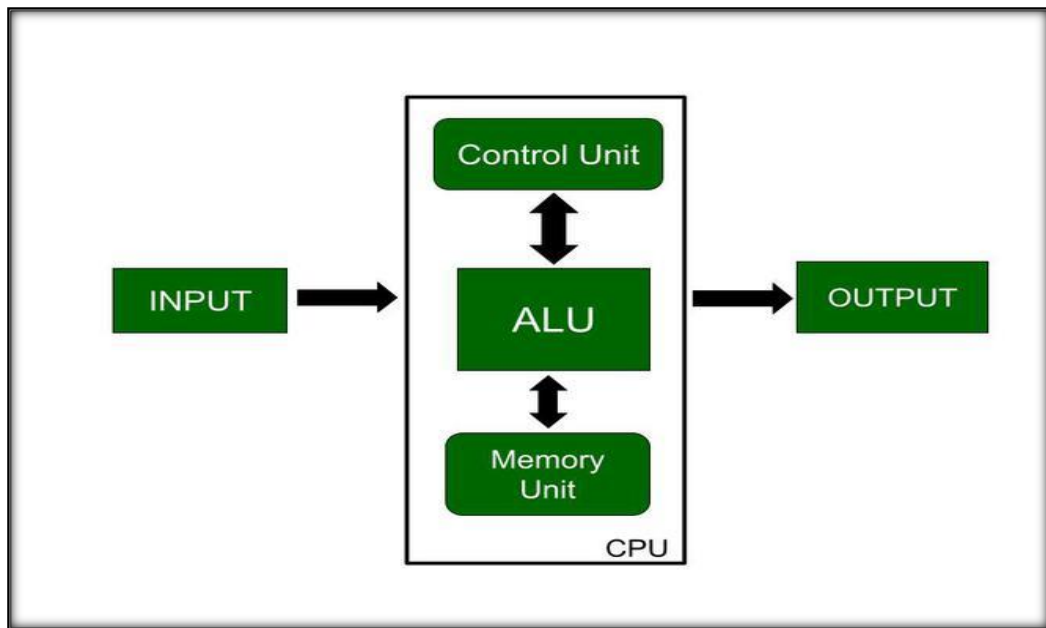 Control Unit
INPUT
ALU
OUTPUT
Memory
Unit
CPU